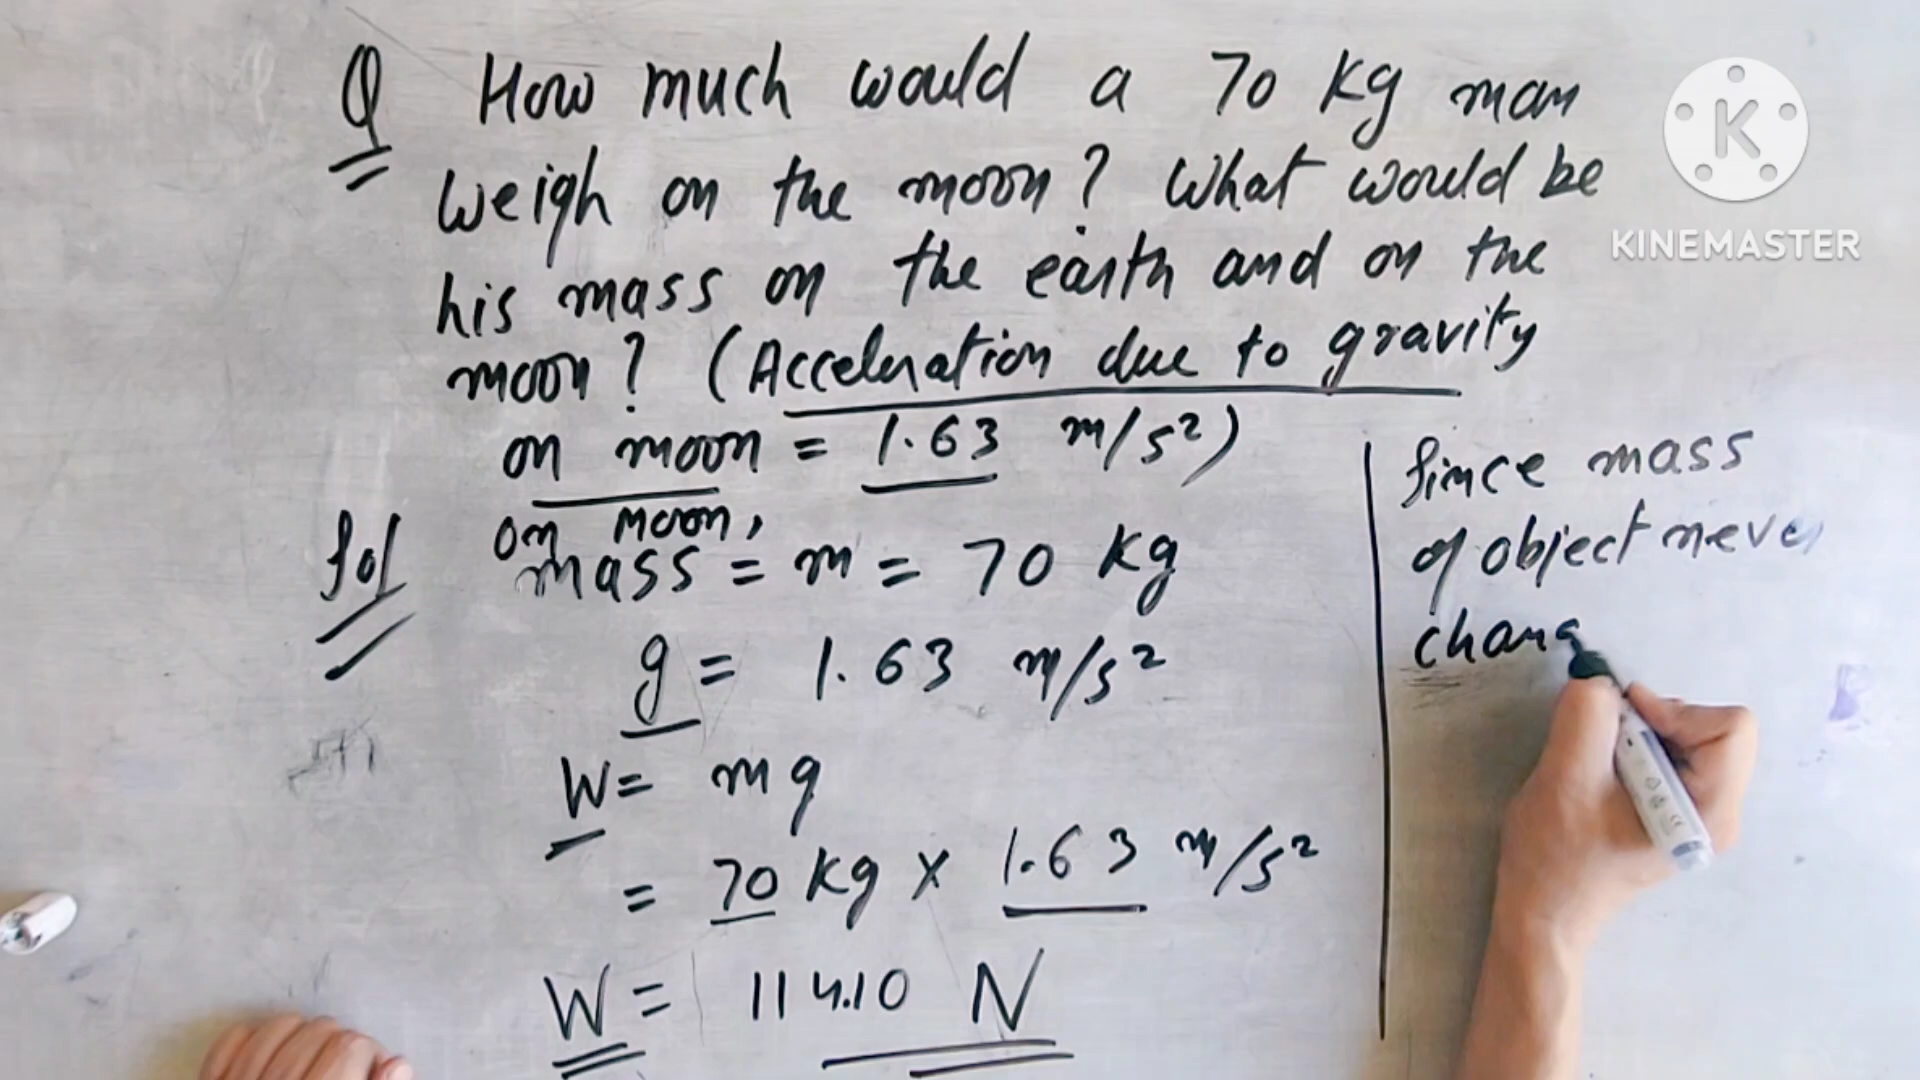 Q How much would a 70 kg man
weigh on the moon? What would be
his mass on the earth and on the
moon? (Acceleration due to gravity
on moon = 1.63 m/s²)
Sol on moon,
mass = m = 70 kg
g = 1.63 m/s²
W = mg
= 70 kg × 1.63 m/s²
W = 114.10 N
Since mass
of object never
chang
K
KINEMASTER